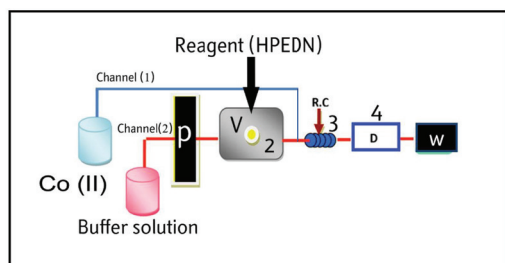 Reagent (HPEDN)
Channel (1)
R.C
Channel(2)
p
V
2
3
4
D
W
Co (II)
Buffer solution